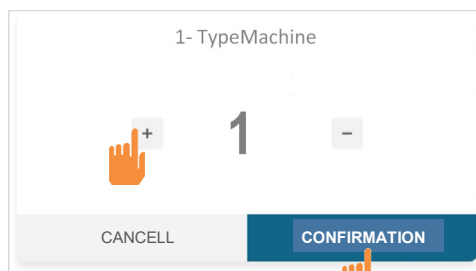 1- TypeMachine
+ 1 -
CANCELL CONFIRMATION